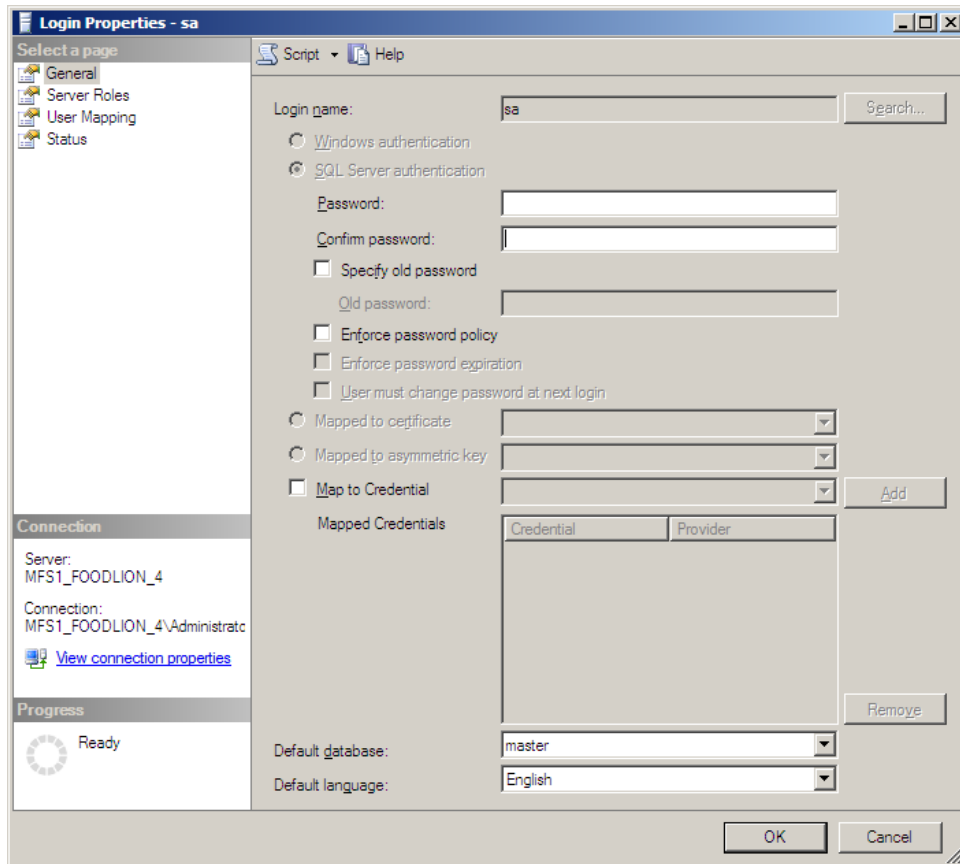 Login Properties - sa
Select a page
General
Server Roles
User Mapping
Status
Script
Help
Login name:
sa
Search...
Windows authentication
SQL Server authentication
Password:
Confirm password:
Specify old password
Old password:
Enforce password policy
Enforce password expiration
User must change password at next login
Mapped to certificate
Mapped to asymmetric key
Map to Credential
Add
Mapped Credentials
Credential
Provider
Remove
Default database:
master
Default language:
English
Connection
Server:
MFS1_FOODLION_4
Connection:
MFS1_FOODLION_4\Administratc
View connection properties
Progress
Ready
OK
Cancel